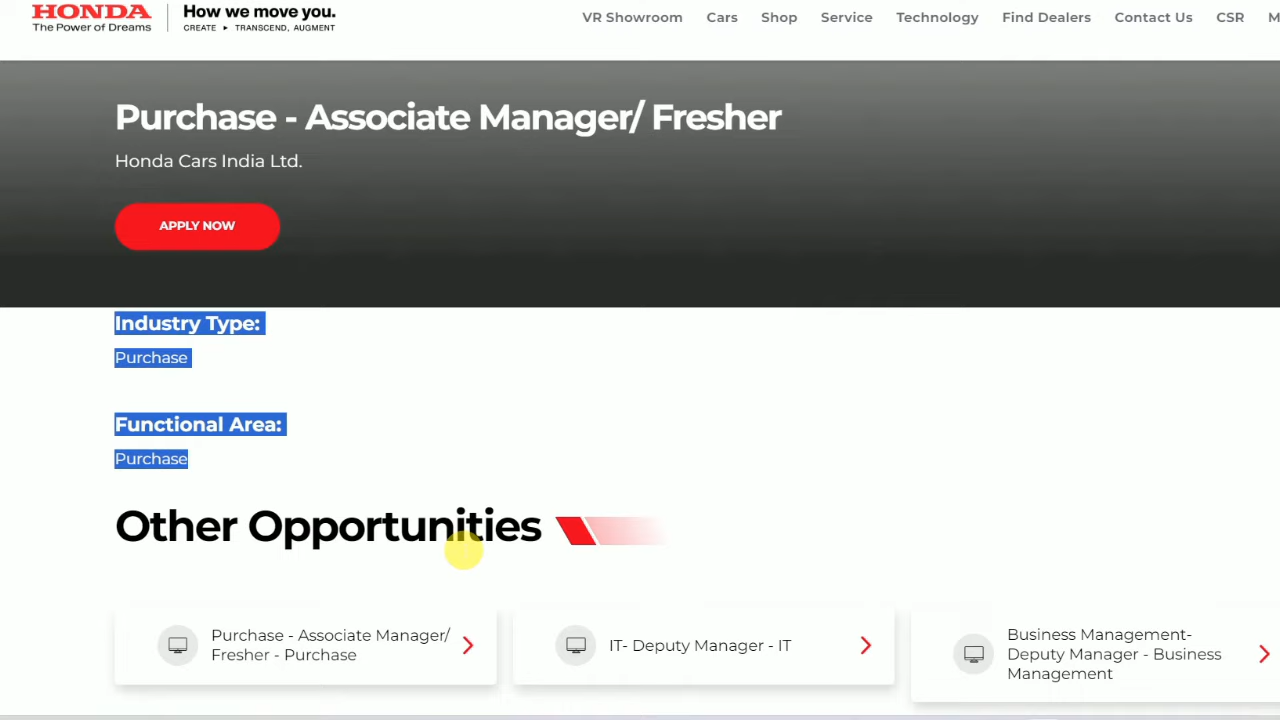 HONDA
The Power of Dreams
How we move you.
CREATE ▸ TRANSCEND, AUGMENT
VR Showroom Cars Shop Service Technology Find Dealers Contact Us CSR M
Purchase - Associate Manager/ Fresher
Honda Cars India Ltd.
APPLY NOW
Industry Type:
Purchase
Functional Area:
Purchase
Other Opportunities
Purchase - Associate Manager/
Fresher - Purchase
IT- Deputy Manager - IT
Business Management-
Deputy Manager - Business
Management